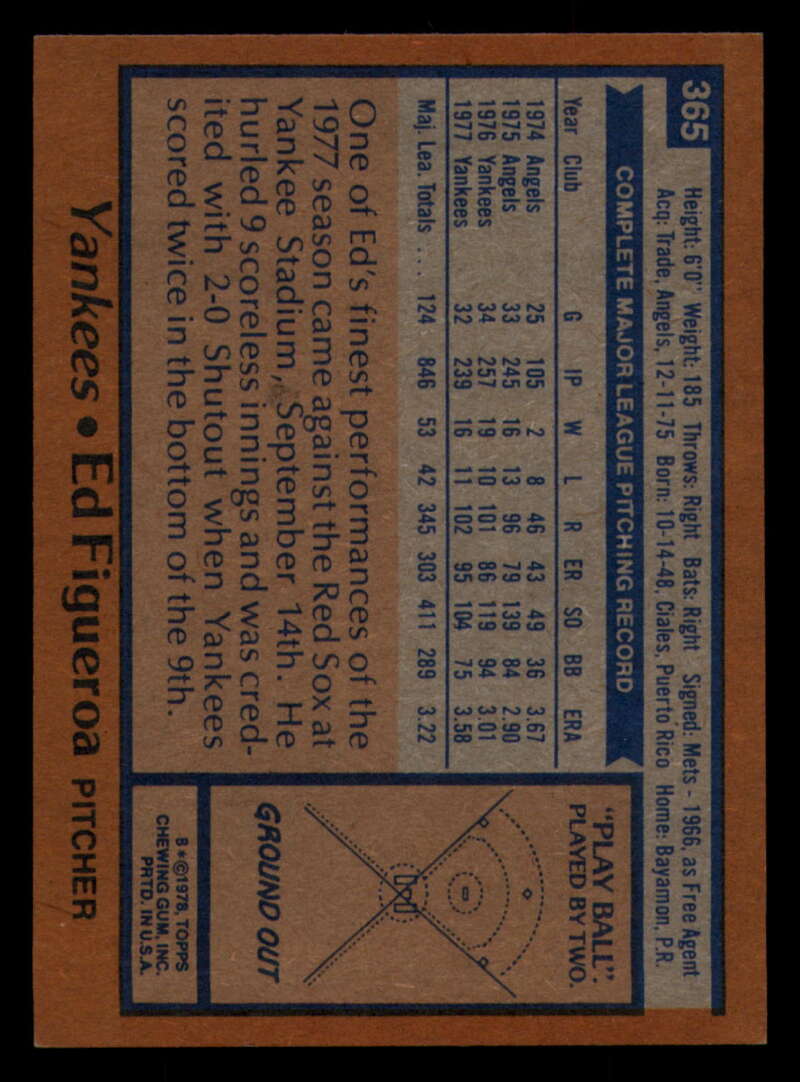 365
Height: 6'0" Weight: 185 Throws: Right Bats: Right Signed: Mets - 1966, as Free Agent
Acq: Trade, Angels, 12-11-75 Born: 10-14-48, Ciales, Puerto Rico Home: Bayamon, P.R.
COMPLETE MAJOR LEAGUE PITCHING RECORD
Year Club G IP W L R ER SO BB ERA
1974 Angels 25 105 2 8 46 43 49 36 3.67
1975 Angels 33 245 16 13 96 79 139 84 2.90
1976 Yankees 34 257 19 10 101 86 119 94 3.01
1977 Yankees 32 239 16 11 102 95 104 75 3.58
Maj. Lea. Totals . . . 124 846 53 42 345 303 411 289 3.22
One of Ed's finest performances of the
1977 season came against the Red Sox at
Yankee Stadium, September 14th. He
hurled 9 scoreless innings and was cred-
ited with 2-0 Shutout when Yankees
scored twice in the bottom of the 9th.
"PLAY BALL".
PLAYED BY TWO.
GROUND OUT
B*©1978, TOPPS
CHEWING GUM, INC.
PRTD. IN U.S.A.
Yankees • Ed Figueroa PITCHER